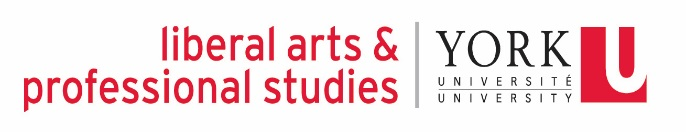 liberal arts &
professional studies
YORK
UNIVERSITÉ
UNIVERSITY
U